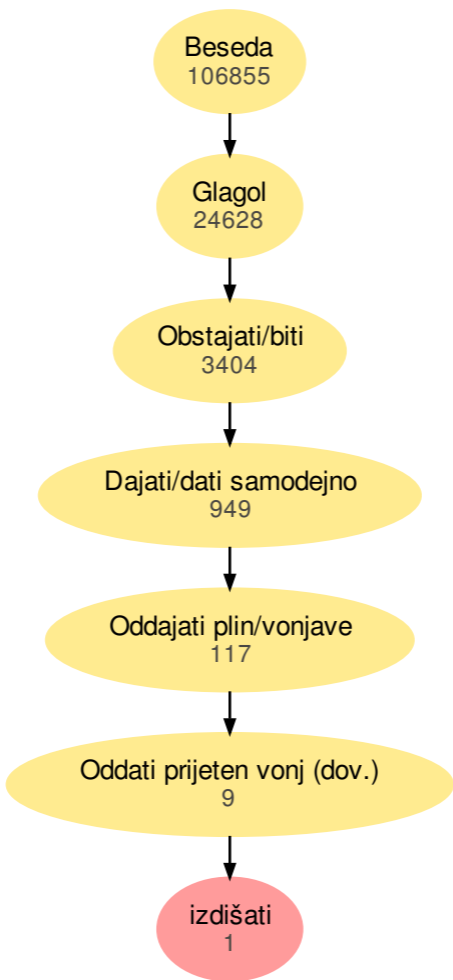 Beseda
106855
Glagol
24628
Obstajati/biti
3404
Dajati/dati samodejno
949
Oddajati plin/vonjave
117
Oddati prijeten vonj (dov.)
9
izdišati
1